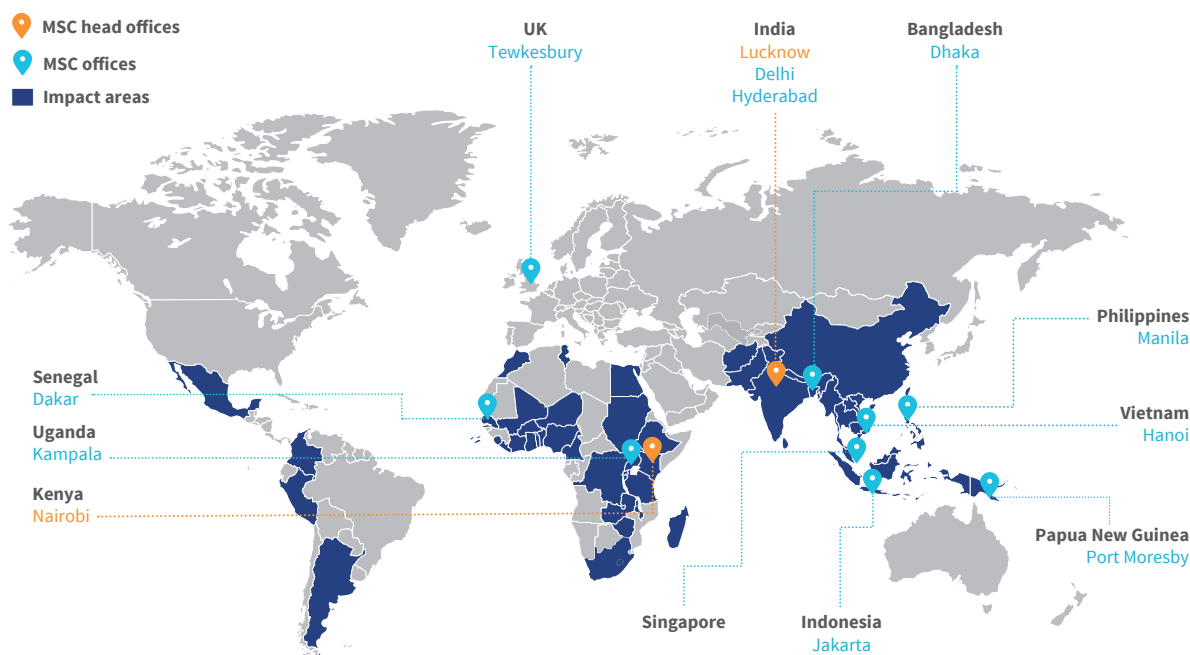 MSC head offices
MSC offices
Impact areas
UK
Tewkesbury
India
Lucknow
Delhi
Hyderabad
Bangladesh
Dhaka
Philippines
Manila
Senegal
Dakar
Vietnam
Hanoi
Uganda
Kampala
Kenya
Nairobi
Papua New Guinea
Port Moresby
Singapore
Indonesia
Jakarta